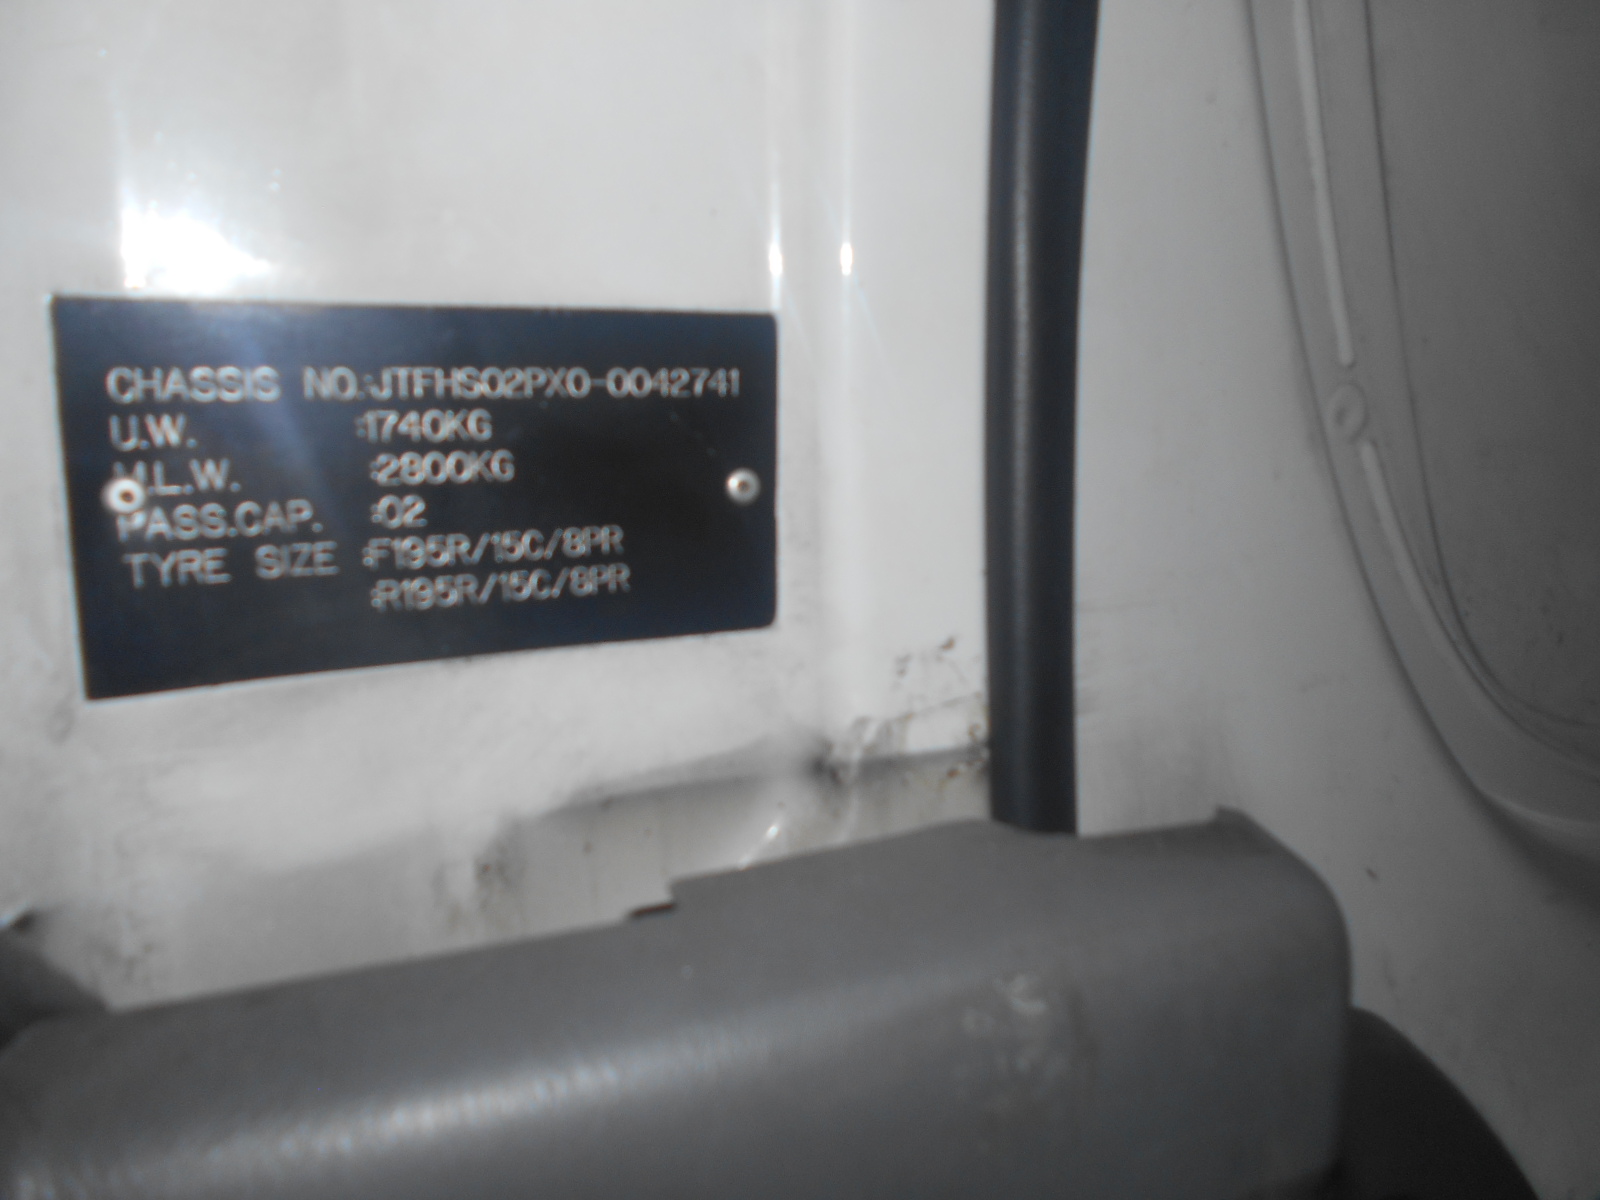 CHASSIS NO.:JTFHS02PX0-0042741
U.W. :1740KG
M.L.W. :2800KG
PASS.CAP. :02
TYRE SIZE :F195R/15C/8PR
:R195R/15C/8PR